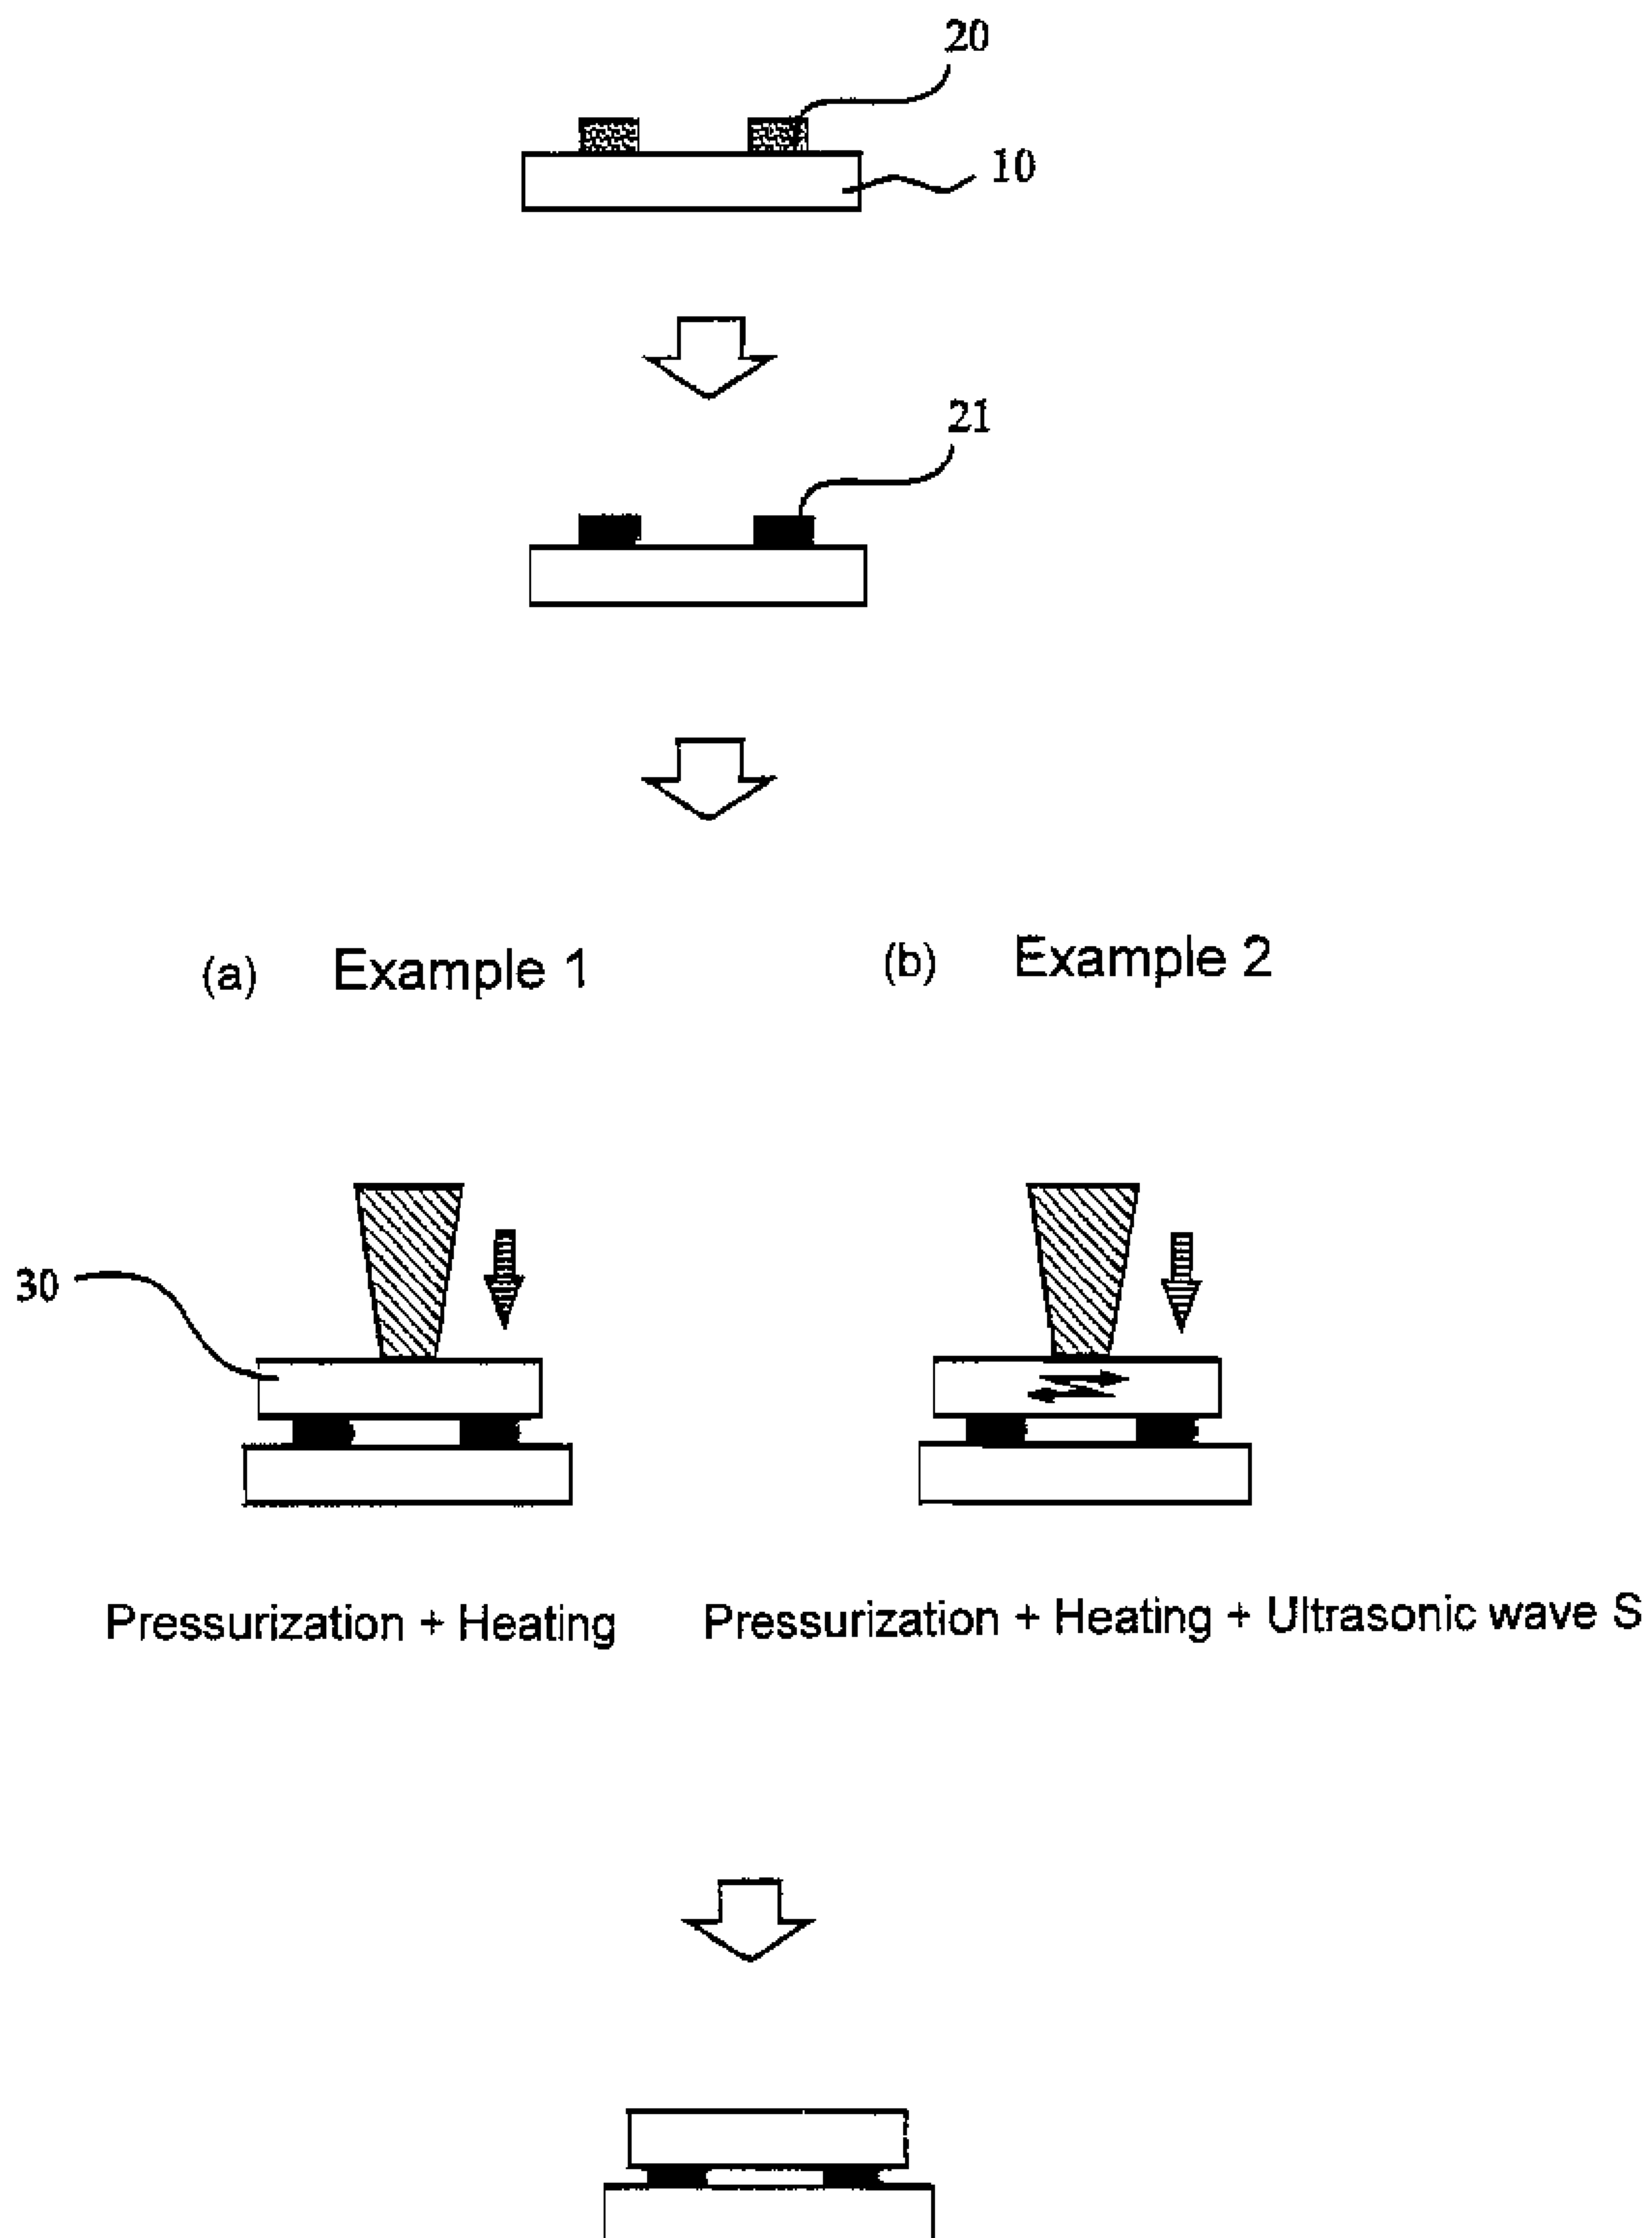 20
10
21
(a) Example 1
(b) Example 2
30
Pressurization + Heating
Pressurization + Heating + Ultrasonic wave S